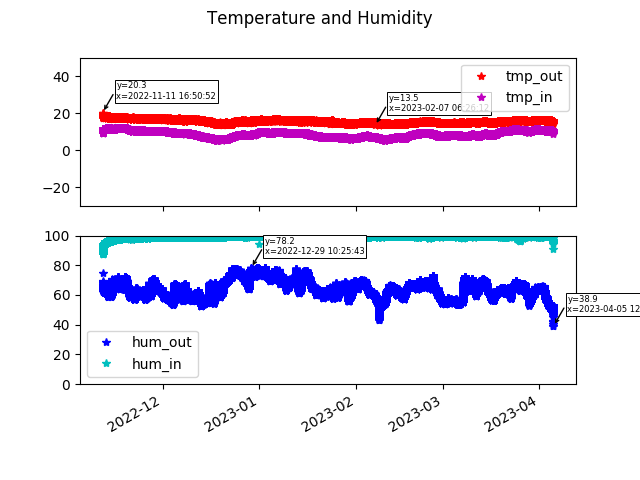 Temperature and Humidity
40
20
0
−20
y=20.3
x=2022-11-11 16:50:52
y=13.5
x=2023-02-07 06:26:12
tmp_out
tmp_in
100
80
60
40
20
0
y=78.2
x=2022-12-29 10:25:43
y=38.9
x=2023-04-05 12
hum_out
hum_in
2022-12
2023-01
2023-02
2023-03
2023-04